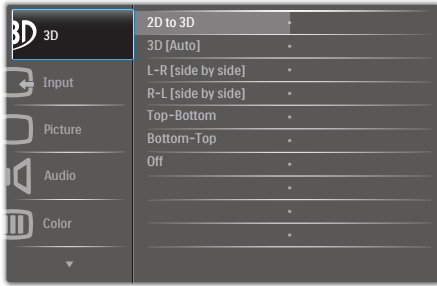 3D
3D
Input
Picture
Audio
Color
2D to 3D
3D [Auto]
L-R [side by side]
R-L [side by side]
Top-Bottom
Bottom-Top
Off